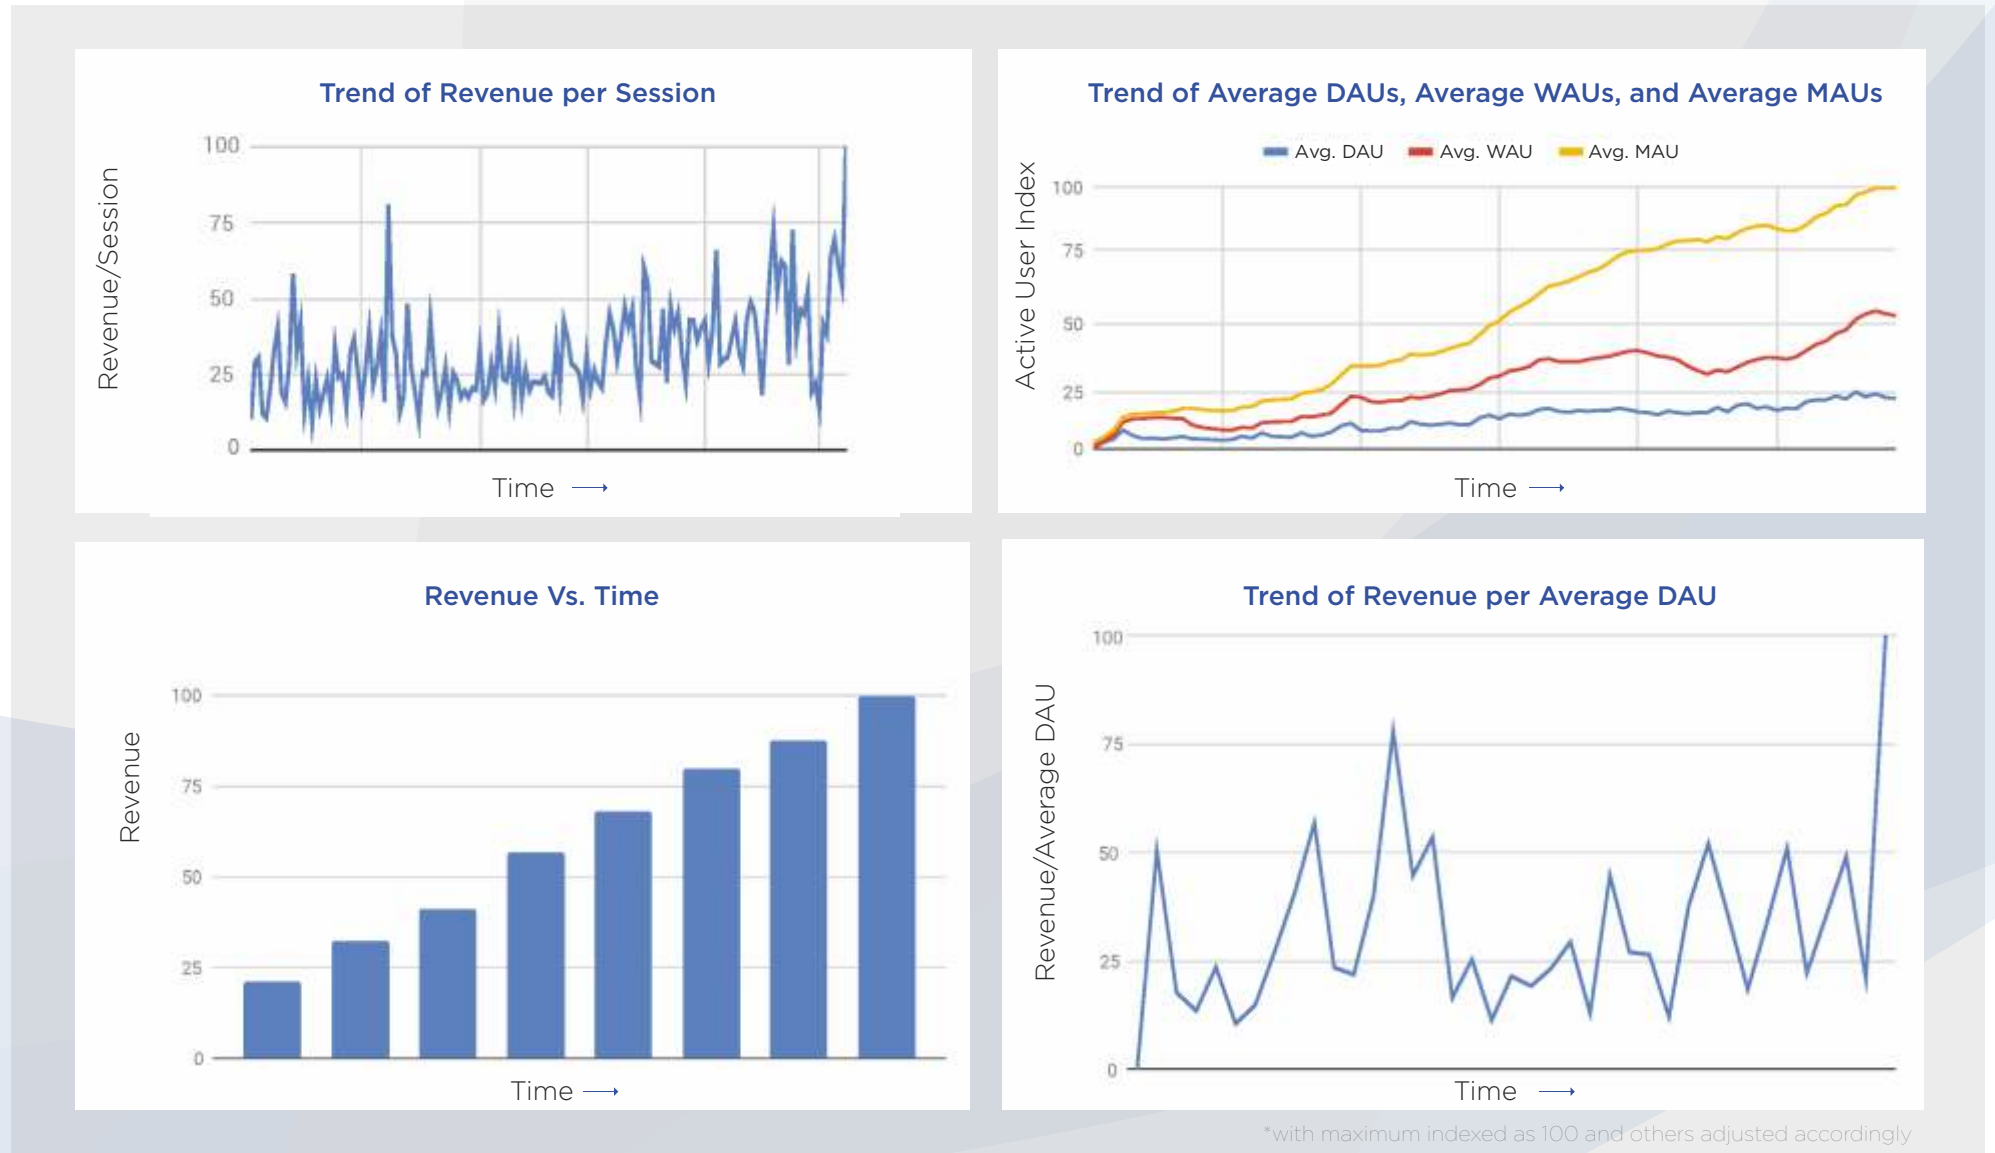 Trend of Revenue per Session
100
75
50
25
0
Revenue/Session
Time
Trend of Average DAUs, Average WAUs, and Average MAUs
Avg. DAU Avg. WAU Avg. MAU
100
75
50
25
0
Active User Index
Time
Revenue Vs. Time
100
75
50
25
0
Revenue
Time
Trend of Revenue per Average DAU
100
75
50
25
0
Revenue/Average DAU
Time
*with maximum indexed as 100 and others adjusted accordingly